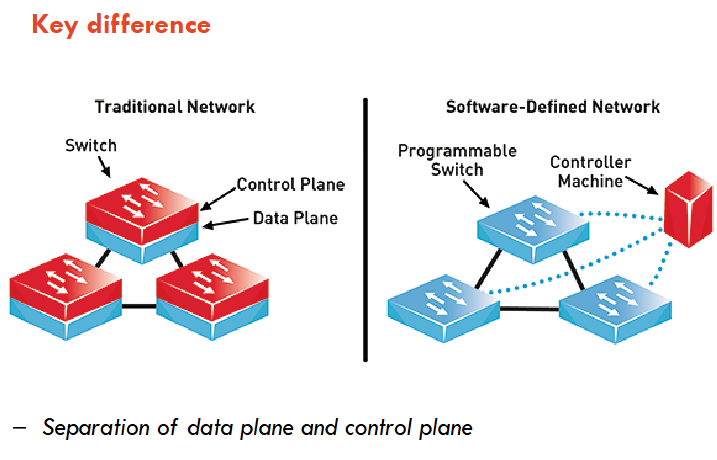 Key difference
Traditional Network
Switch
Control Plane
Data Plane
Software-Defined Network
Programmable
Switch
Controller
Machine
– Separation of data plane and control plane